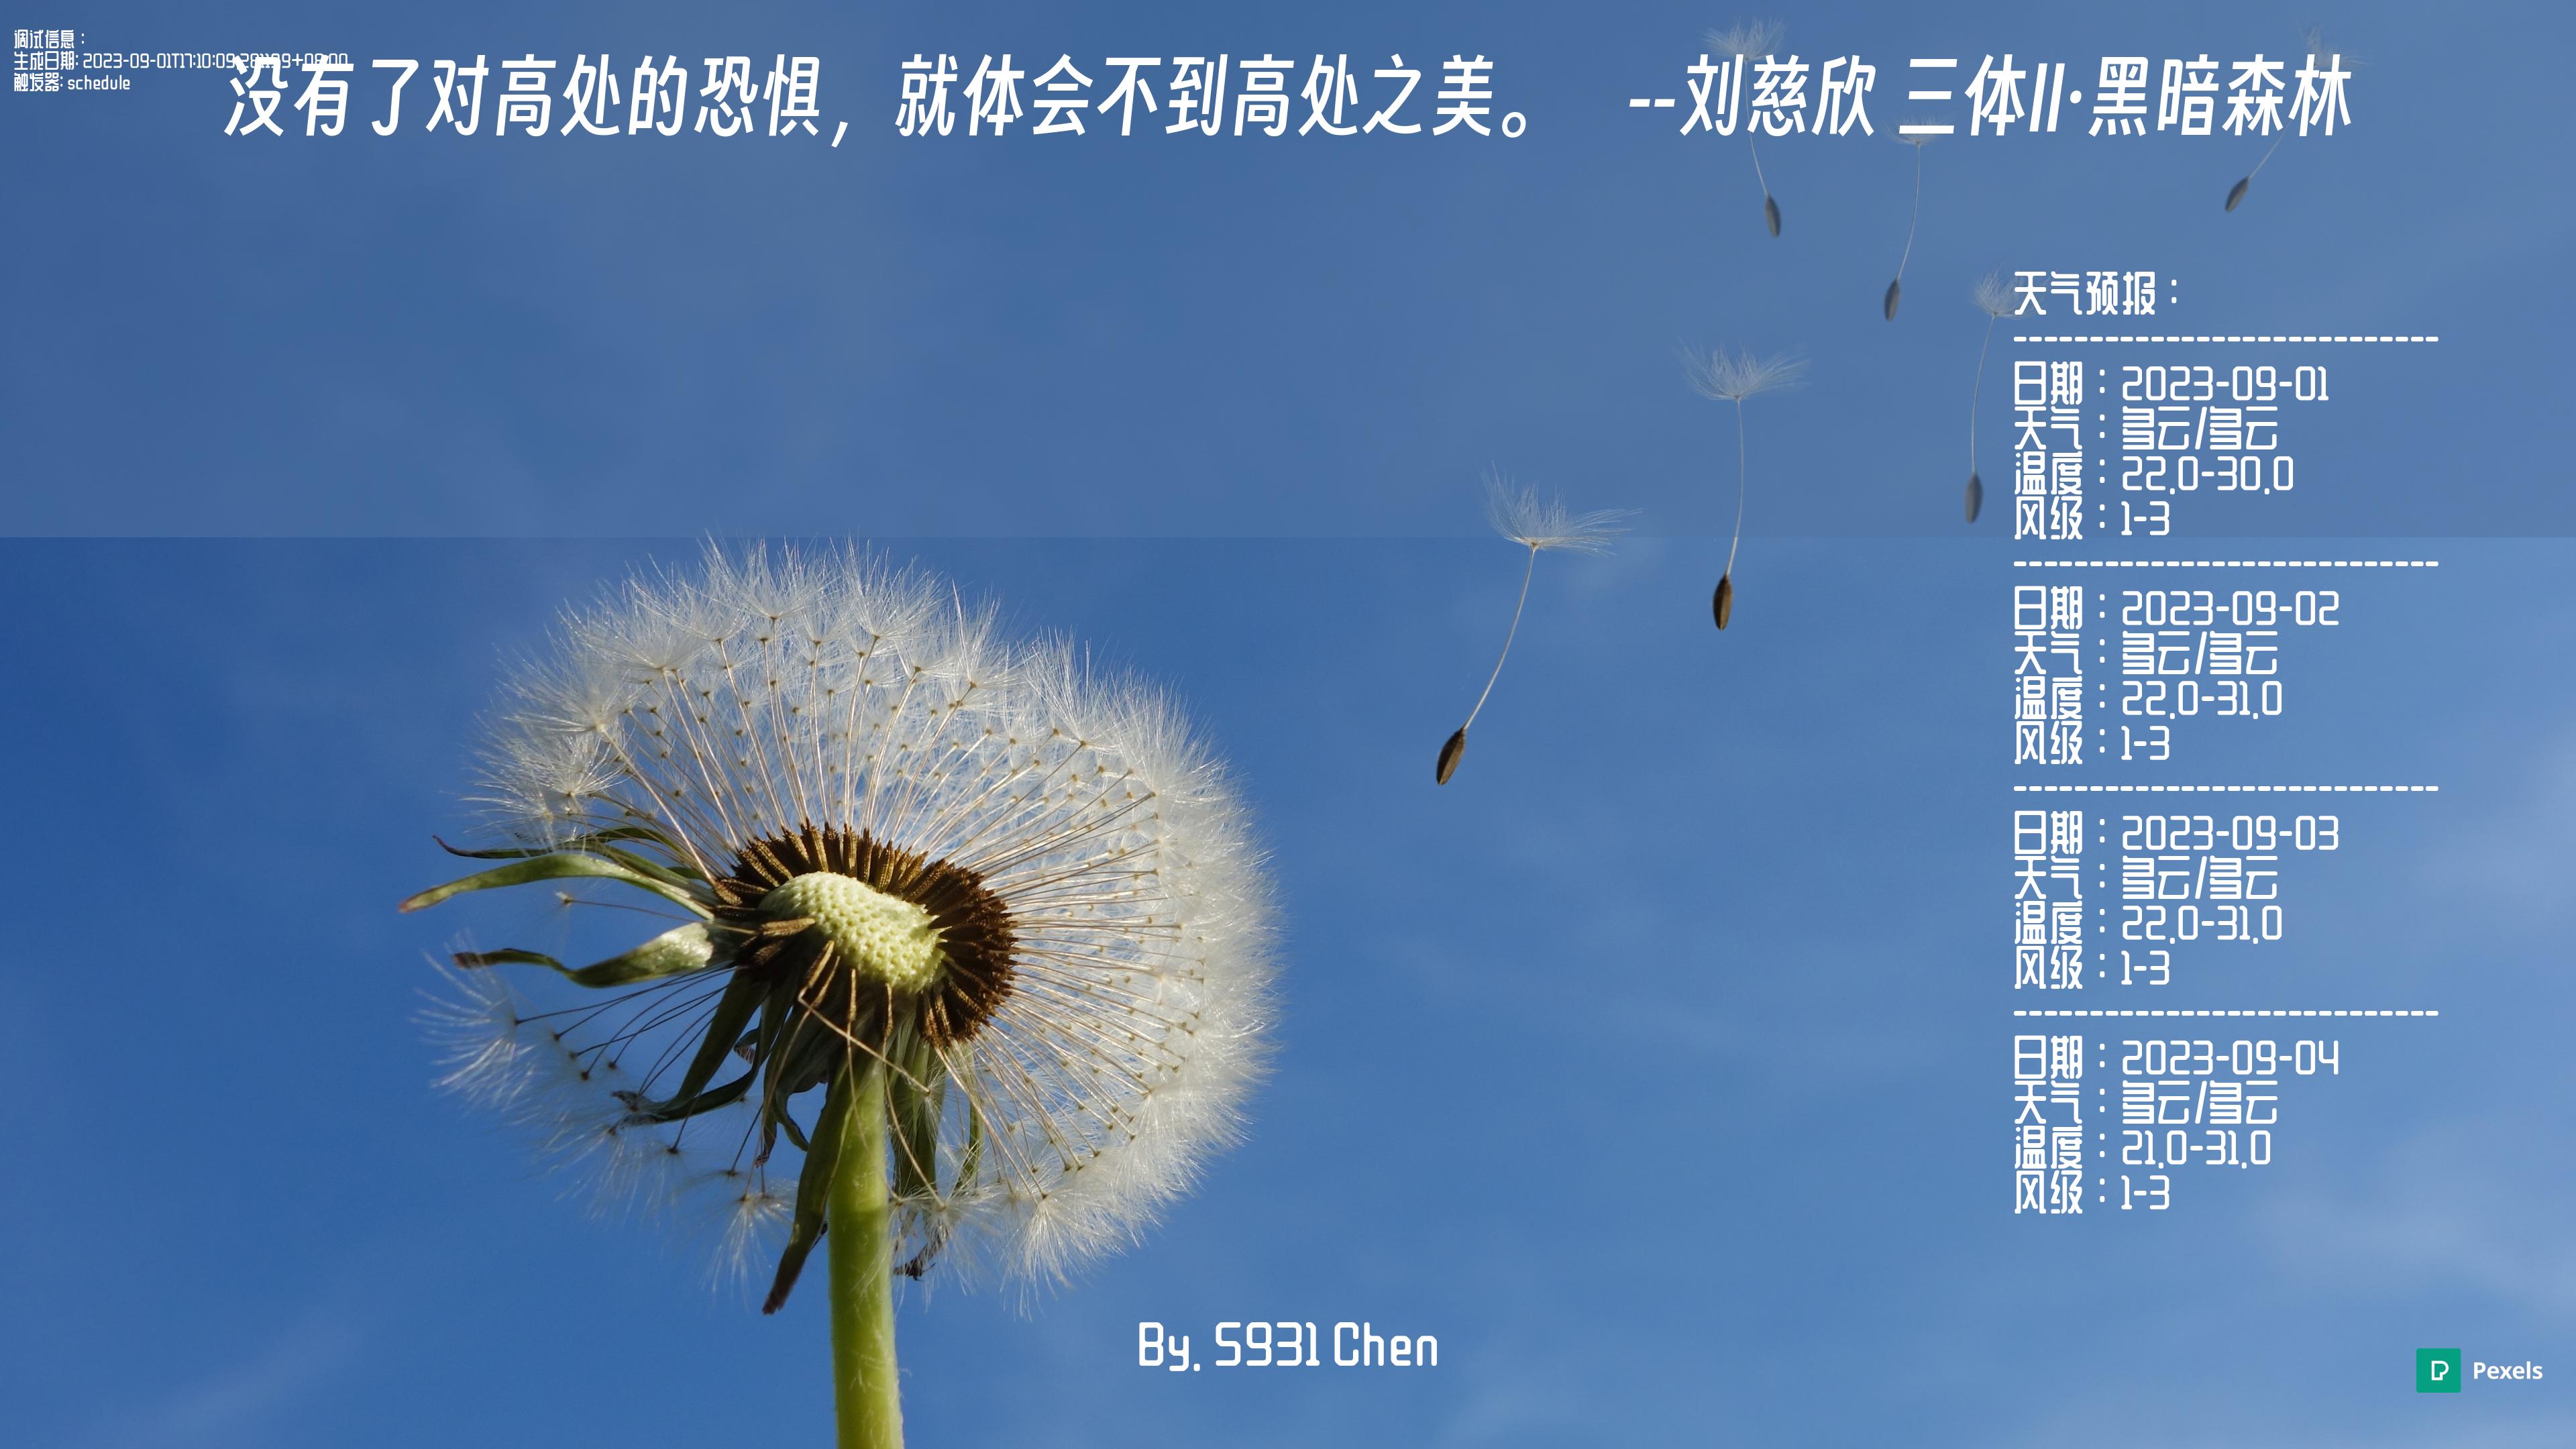 调试信息：
生成日期: 2023-09-01T17:10:09.281199+08:00
触发器: schedule
没有了对高处的恐惧，就体会不到高处之美。 --刘慈欣 三体II·黑暗森林
天气预报：
----------------------------
日期：2023-09-01
天气：多云/多云
温度：22.0-30.0
风级：1-3
----------------------------
日期：2023-09-02
天气：多云/多云
温度：22.0-31.0
风级：1-3
----------------------------
日期：2023-09-03
天气：多云/多云
温度：22.0-31.0
风级：1-3
----------------------------
日期：2023-09-04
天气：多云/多云
温度：21.0-31.0
风级：1-3
By. S931 Chen
Pexels